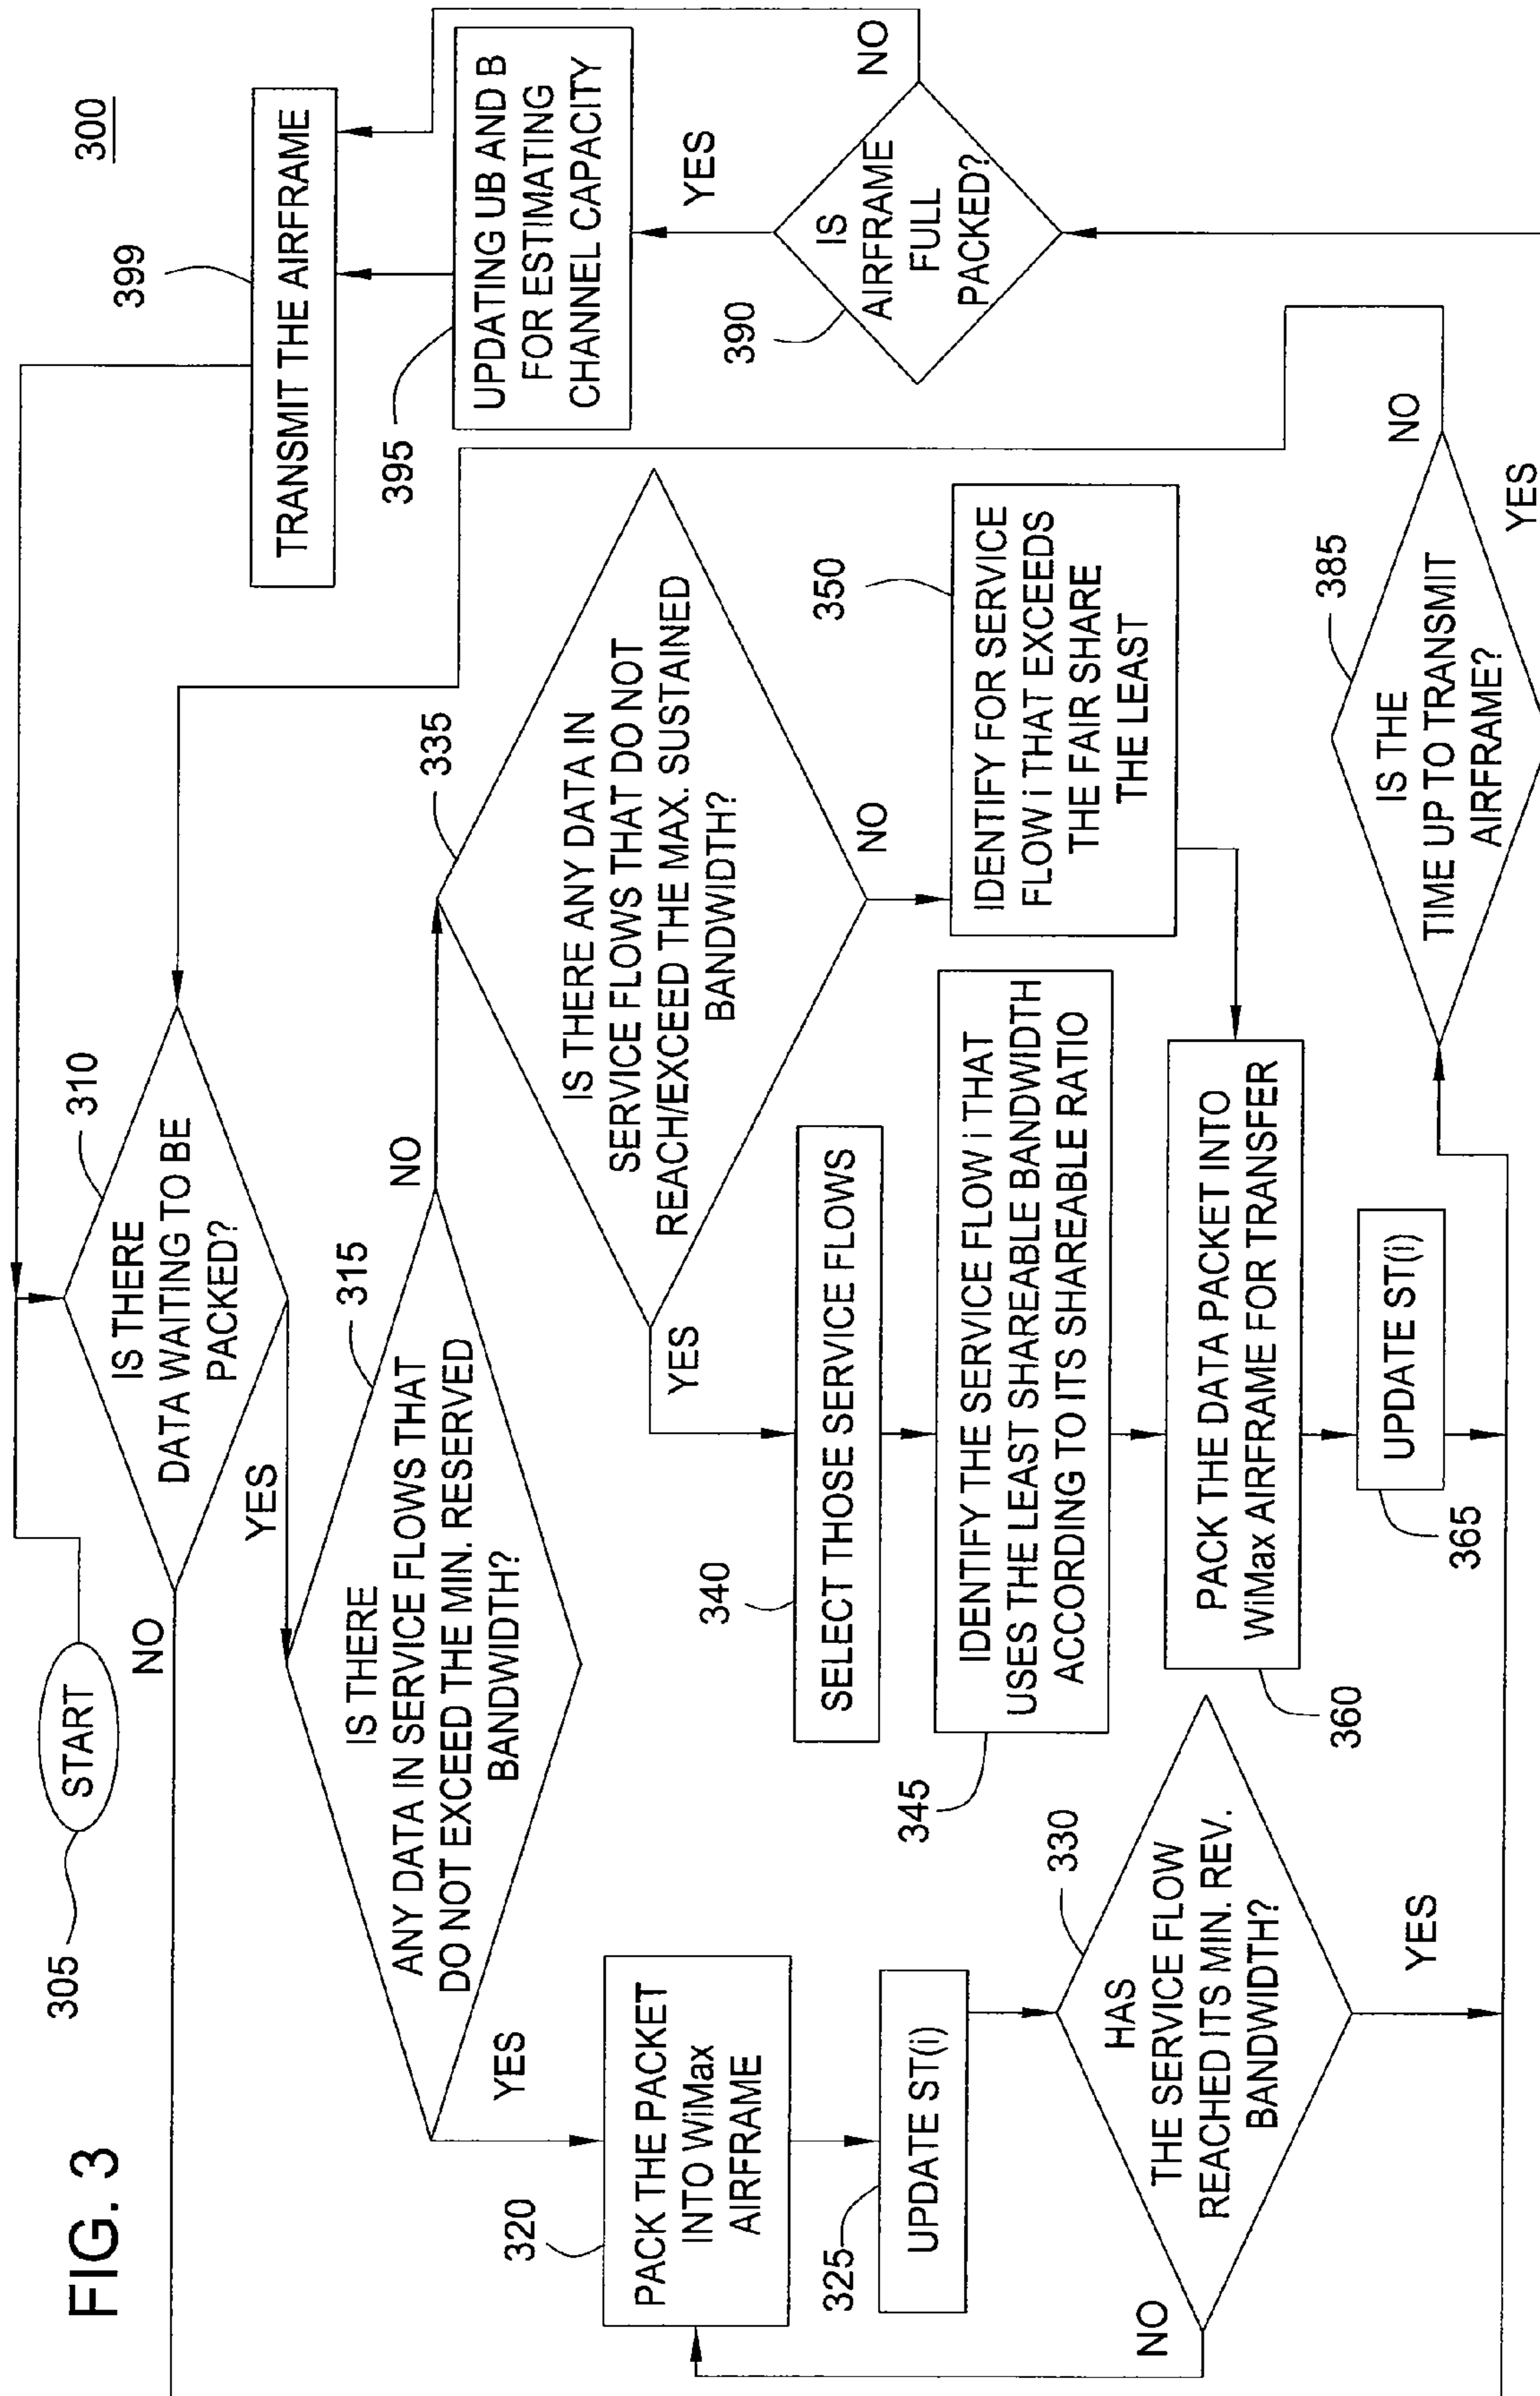 FIG. 3
300
305
START
310
IS THERE
DATA WAITING TO BE
PACKED?
NO
YES
315
IS THERE
ANY DATA IN SERVICE FLOWS THAT
DO NOT EXCEED THE MIN. RESERVED
BANDWIDTH?
NO
YES
320
PACK THE PACKET
INTO WiMax
AIRFRAME
325
UPDATE ST(i)
330
HAS
THE SERVICE FLOW
REACHED ITS MIN. REV.
BANDWIDTH?
NO
YES
335
IS THERE ANY DATA IN
SERVICE FLOWS THAT DO NOT
REACH/EXCEED THE MAX. SUSTAINED
BANDWIDTH?
YES
NO
340
SELECT THOSE SERVICE FLOWS
345
IDENTIFY THE SERVICE FLOW i THAT
USES THE LEAST SHAREABLE BANDWIDTH
ACCORDING TO ITS SHAREABLE RATIO
350
IDENTIFY FOR SERVICE
FLOW i THAT EXCEEDS
THE FAIR SHARE
THE LEAST
360
PACK THE DATA PACKET INTO
WiMax AIRFRAME FOR TRANSFER
365
UPDATE ST(i)
385
IS THE
TIME UP TO TRANSMIT
AIRFRAME?
NO
YES
390
IS
AIRFRAME
FULL
PACKED?
NO
YES
395
UPDATING UB AND B
FOR ESTIMATING
CHANNEL CAPACITY
399
TRANSMIT THE AIRFRAME